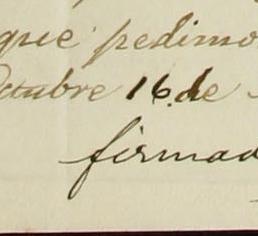 que pedimo
Octubre 16 de
firmad